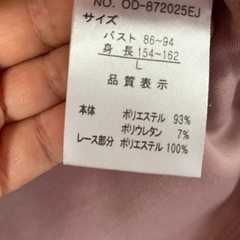 NO. OD-872025EJ
サイズ
バスト 86~94
身長 154~162
L
品質表示
本体 ポリエステル 93%
ポリウレタン 7%
レース部分 ポリエステル 100%